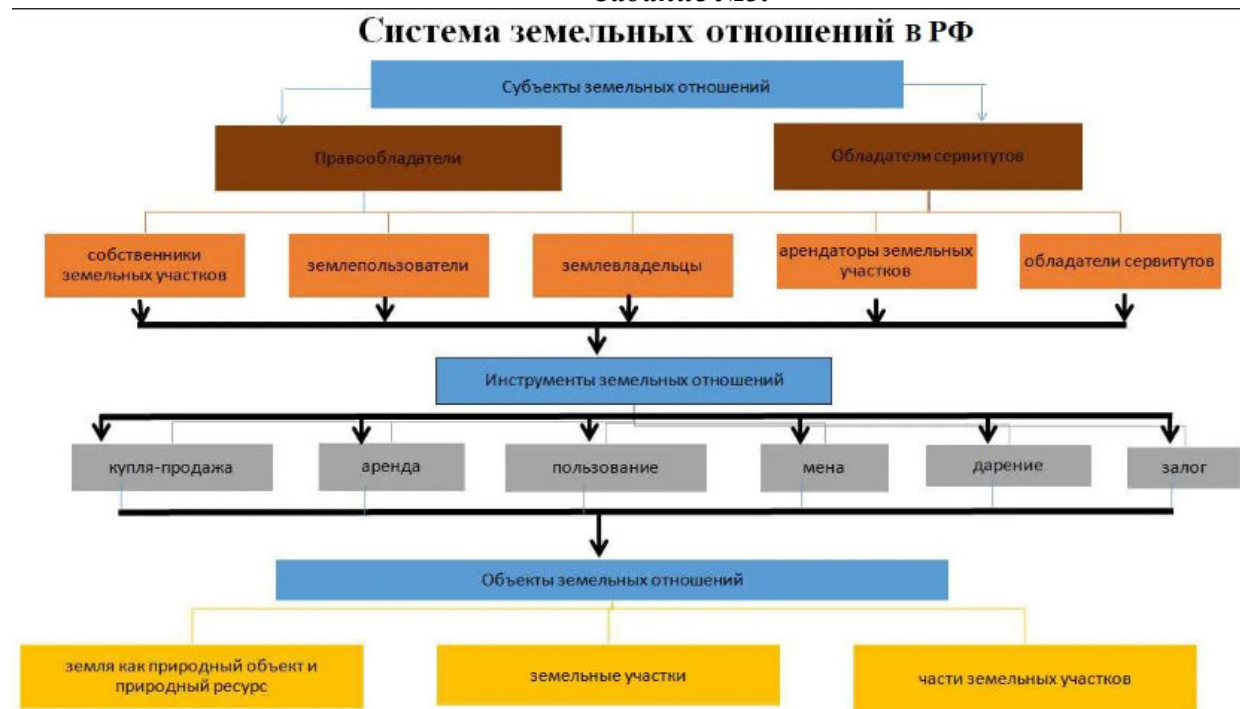 Система земельных отношений в РФ
Субъекты земельных отношений
Правообладатели
Обладатели сервитутов
собственники
земельных участков
землепользователи
землевладельцы
арендаторы земельных
участков
обладатели сервитутов
Инструменты земельных отношений
купля-продажа
аренда
пользование
мена
дарение
залог
Объекты земельных отношений
земля как природный объект и
природный ресурс
земельные участки
части земельных участков